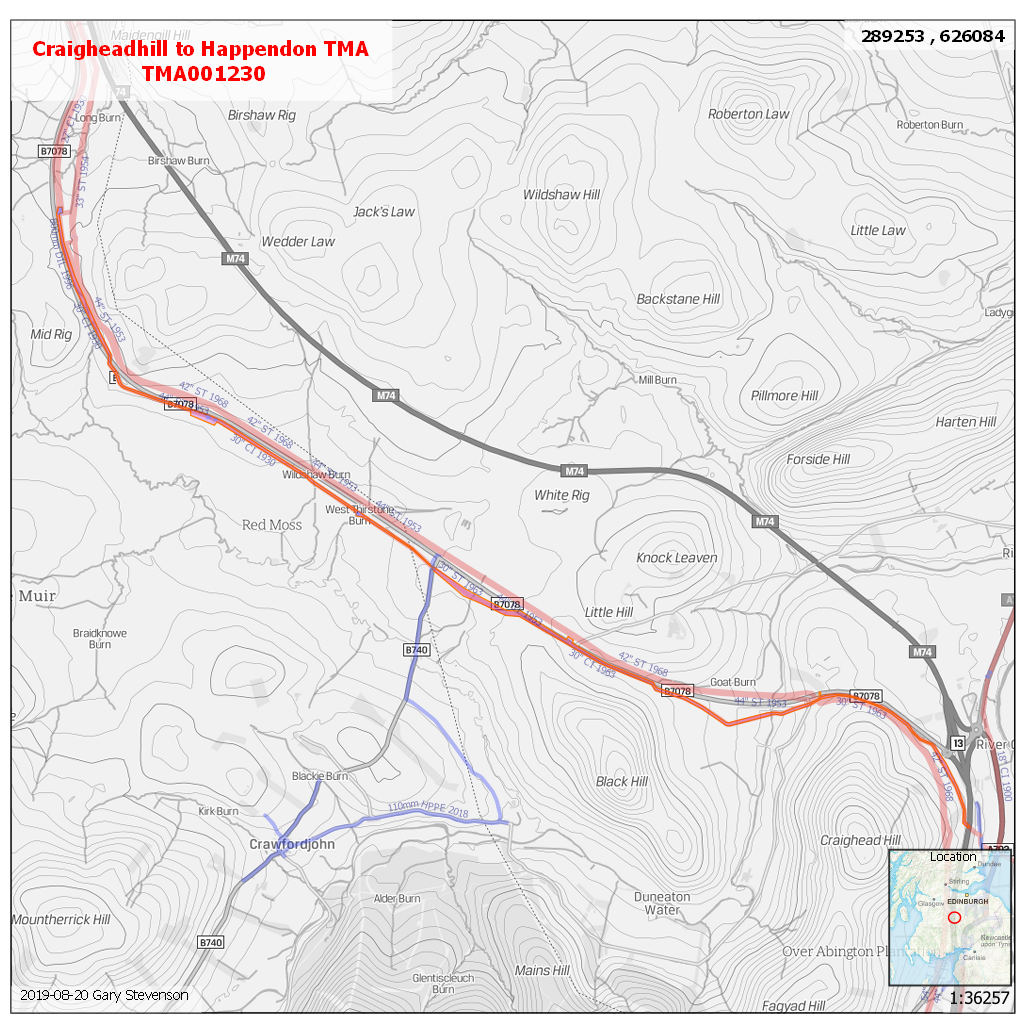 Maidengill Hill
Craigheadhill to Happendon TMA
TMA001230
289253 , 626084
74
Long Burn
Birshaw Rig
Roberton Law
Roberton Burn
B7078
Birshaw Burn
33" ST 1954
Wildshaw Hill
Jack's Law
Little Law
Wedder Law
M74
Backstane Hill
44" ST 1953
Mid Rig
Mill Burn
M74
Pillmore Hill
42" ST 1968
B7078
Harten Hill
42" ST 1968
30" CI 1930
Forside Hill
M74
Wildshaw Burn
White Rig
West Thirstone
Burn
44" ST 1953
Red Moss
M74
Knock Leaven
30" ST 1963
Muir
B7078
Little Hill
Braidknowe
Burn
B740
M74
30" CI 1963
42" ST 1968
Goat Burn
B7078
B7078
44" ST 1953
30" ST 1963
13
River
18" CI 1900
42" ST 1968
Blackie Burn
Black Hill
Kirk Burn
110mm HPPE 2018
Crawfordjohn
Craighead Hill
Location
Dundee
Stirling
Glasgow
EDINBURGH
Newcastle
upon Tyne
Carlisle
Alder Burn
Duneaton
Water
Mountherrick Hill
B740
Over Abington
Mains Hill
Glentiscleuch
Burn
2019-08-20 Gary Stevenson
Fagyad Hill
1:36257